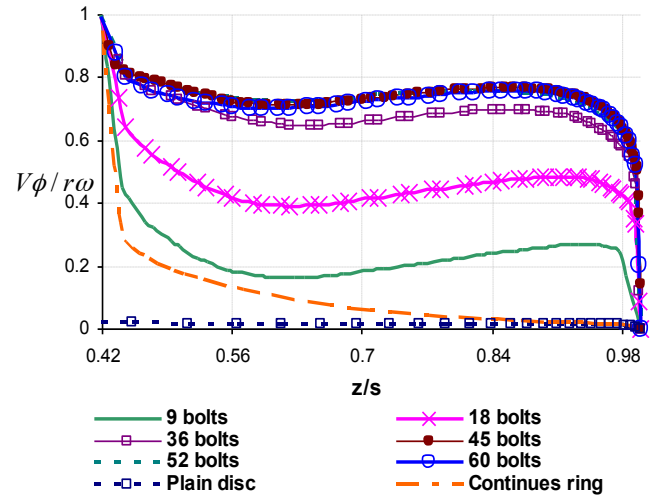 1
0.8
0.6
Vϕ/rω
0.4
0.2
0
0.42 0.56 0.7 0.84 0.98
z/s
9 bolts 18 bolts
36 bolts 45 bolts
52 bolts 60 bolts
Plain disc Continues ring